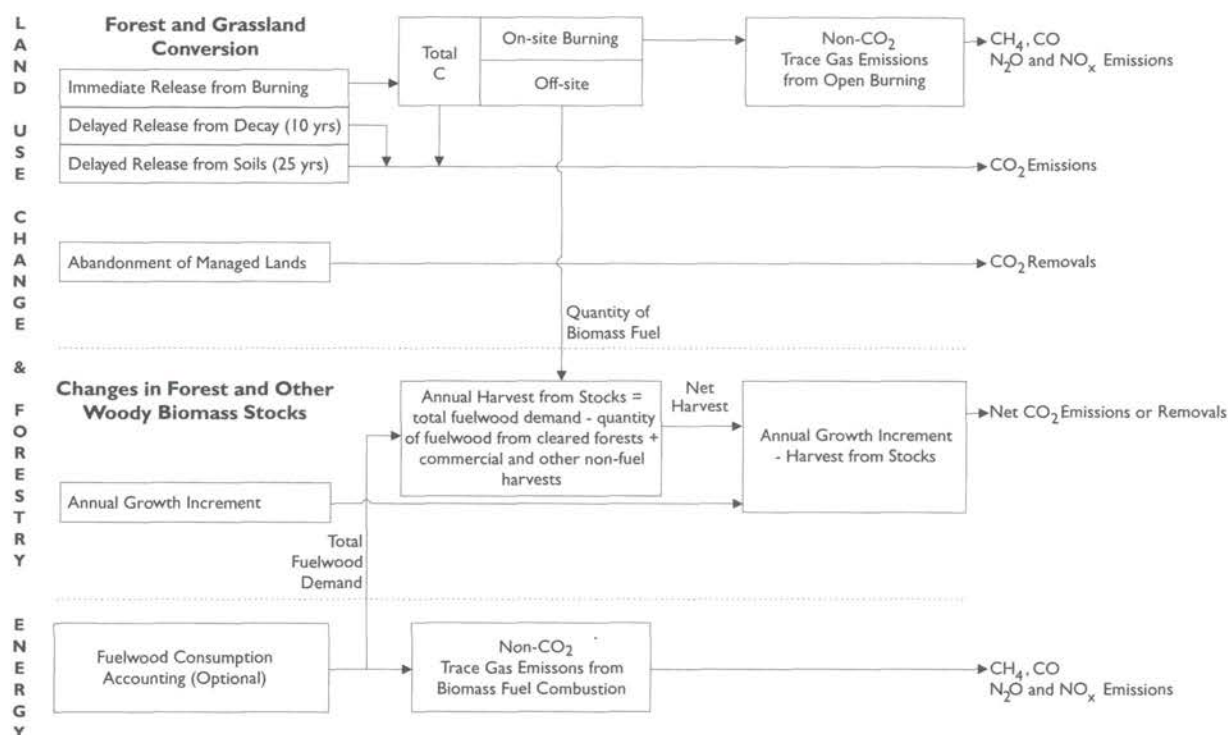 LAND USE CHANGE & FORESTRY
Forest and Grassland
Conversion
Immediate Release from Burning
Delayed Release from Decay (10 yrs)
Delayed Release from Soils (25 yrs)
Total
C
On-site Burning
Off-site
Non-CO₂
Trace Gas Emissions
from Open Burning
CH₄, CO
N₂O and NOₓ Emissions
CO₂ Emissions
Abandonment of Managed Lands
CO₂ Removals
Quantity of
Biomass Fuel
Changes in Forest and Other
Woody Biomass Stocks
Annual Harvest from Stocks =
total fuelwood demand - quantity
of fuelwood from cleared forests +
commercial and other non-fuel
harvests
Net
Harvest
Annual Growth Increment
- Harvest from Stocks
Net CO₂ Emissions or Removals
Annual Growth Increment
Total
Fuelwood
Demand
ENERGY
Fuelwood Consumption
Accounting (Optional)
Non-CO₂
Trace Gas Emissons from
Biomass Fuel Combustion
CH₄, CO
N₂O and NOₓ Emissions